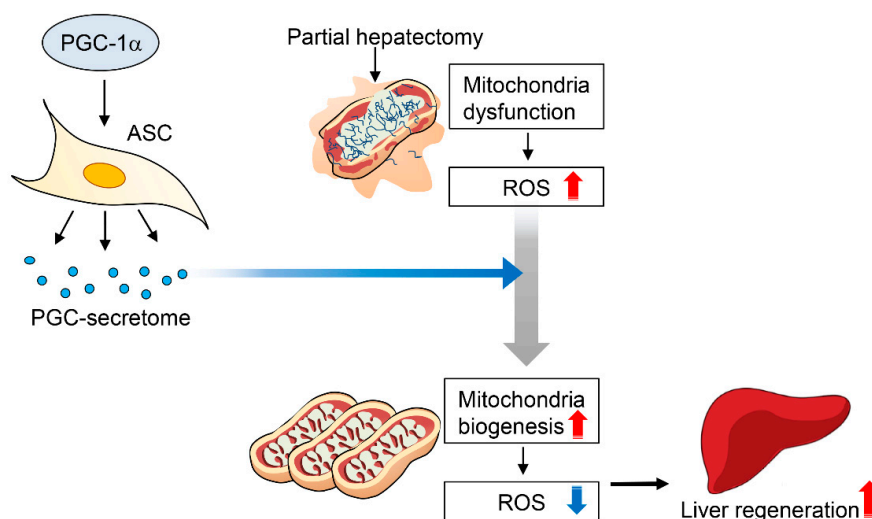 PGC-1α
ASC
PGC-secretome
Partial hepatectomy
Mitochondria
dysfunction
ROS
Mitochondria
biogenesis
ROS
Liver regeneration